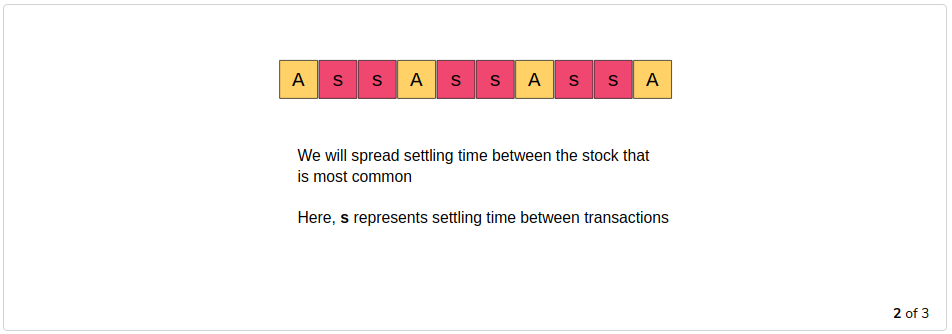 A s s A s s A s s A
We will spread settling time between the stock that
is most common
Here, s represents settling time between transactions
2 of 3